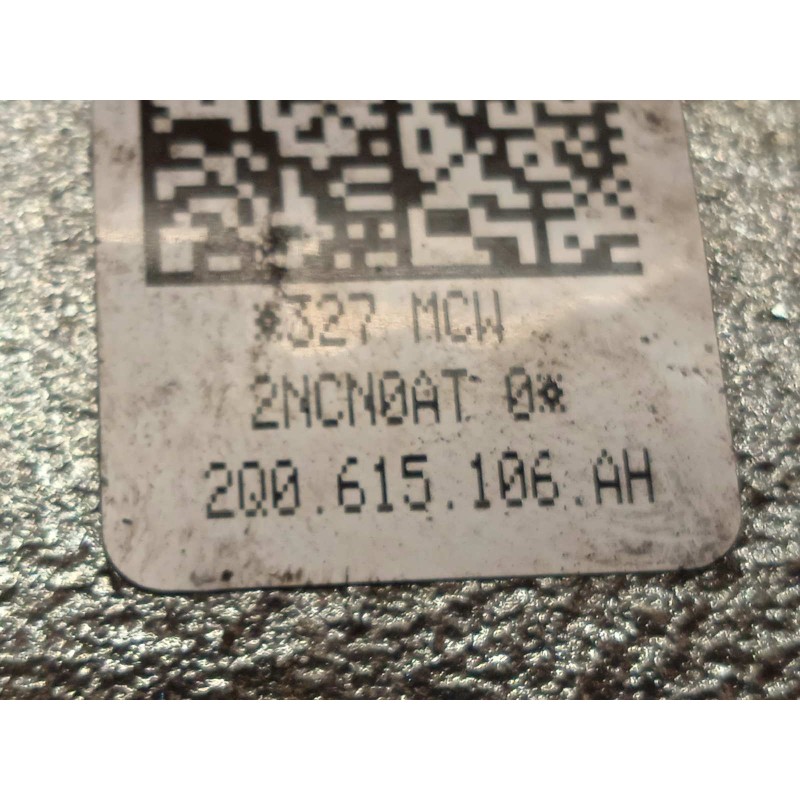 *327 MCW
2NCN0AT 0*
2Q0.615.106.AH